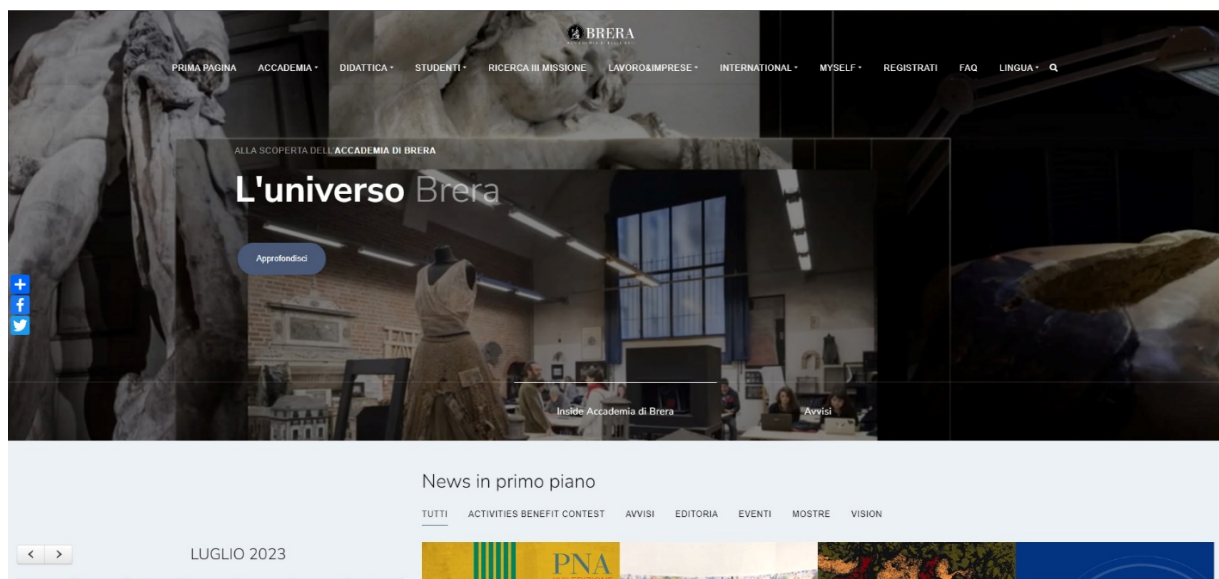 BRERA
PRIMA PAGINA ACCADEMIA DIDATTICA STUDENTI RICERCA III MISSIONE LAVORO&IMPRESE INTERNATIONAL MYSELF REGISTRATI FAQ LINGUA
ALLA SCOPERTA DELL'ACCADEMIA DI BRERA
L'universo Brera
Approfondisci
Inside Accademia di Brera Avvisi
News in primo piano
TUTTI ACTIVITIES BENEFIT CONTEST AVVISI EDITORIA EVENTI MOSTRE VISION
LUGLIO 2023
PNA